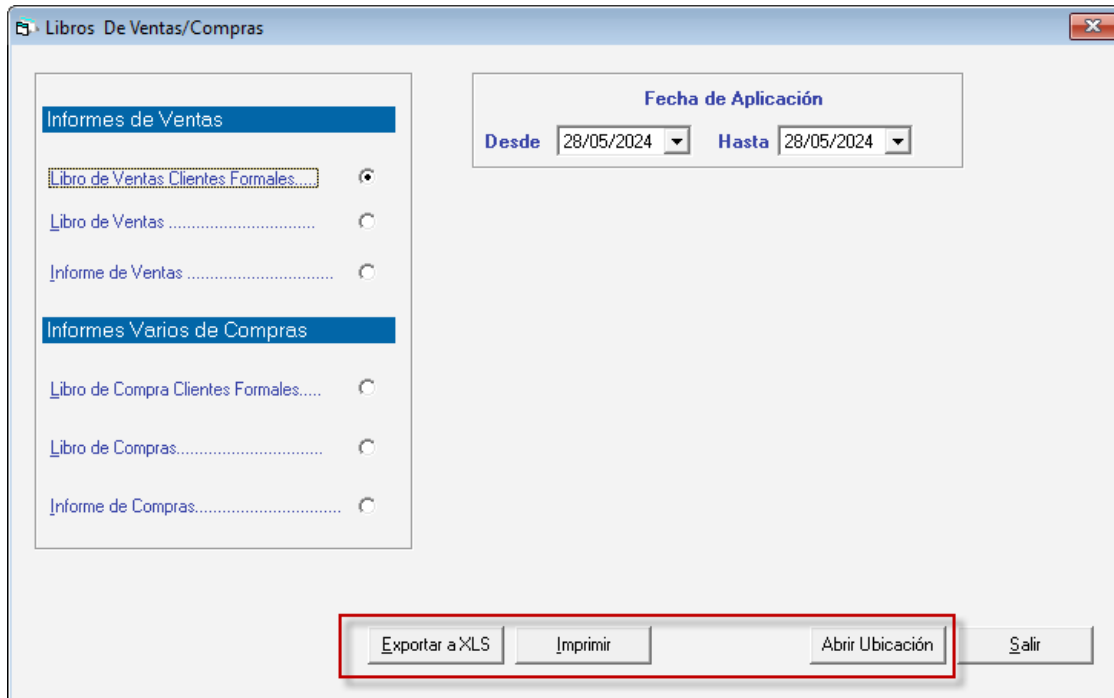 Libros De Ventas/Compras
Informes de Ventas
Libro de Ventas Clientes Formales.....
Libro de Ventas ................................
Informe de Ventas ................................
Informes Varios de Compras
Libro de Compra Clientes Formales.....
Libro de Compras................................
Informe de Compras................................
Fecha de Aplicación
Desde 28/05/2024 Hasta 28/05/2024
Exportar a XLS Imprimir Abrir Ubicación Salir